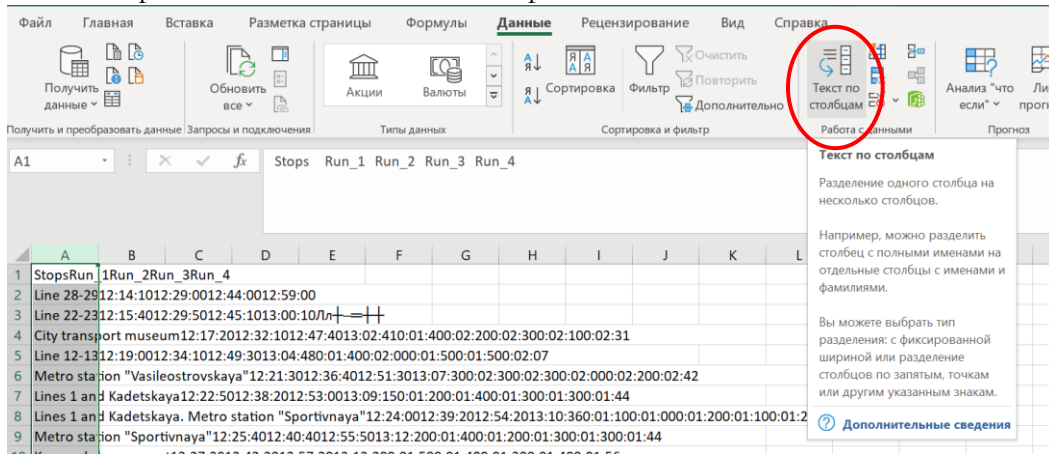 Файл Главная Вставка Разметка страницы Формулы Данные Рецензирование Вид Справка
Получить данные
Обновить все
Акции
Валюты
Сортировка
Фильтр
Очистить
Повторить
Дополнительно
Текст по столбцам
Анализ "что если"
Получить и преобразовать данные
Запросы и подключения
Типы данных
Сортировка и фильтр
Работа с данными
Прогноз
A1
fx
Stops Run_1 Run_2 Run_3 Run_4
Текст по столбцам
Разделение одного столбца на
несколько столбцов.
Например, можно разделить
столбец с полными именами на
отдельные столбцы с именами и
фамилиями.
Вы можете выбрать тип
разделения: с фиксированной
шириной или разделение
столбцов по запятым, точкам
или другим указанным знакам.
Дополнительные сведения
A B C D E F G H I J K L
1 StopsRun_1Run_2Run_3Run_4
2 Line 28-2912:14:1012:29:0012:44:0012:59:00
3 Line 22-2312:15:4012:29:5012:45:1013:00:10
4 City transport museum12:17:2012:32:1012:47:4013:02:410:01:400:02:200:02:300:02:100:02:31
5 Line 12-1312:19:0012:34:1012:49:3013:04:480:01:400:02:000:01:500:01:500:02:07
6 Metro station "Vasileostrovskaya"12:21:3012:36:4012:51:3013:07:300:02:300:02:300:02:000:02:200:02:42
7 Lines 1 and Kadetskaya12:22:5012:38:2012:53:0013:09:150:01:200:01:400:01:300:01:300:01:44
8 Lines 1 and Kadetskaya. Metro station "Sportivnaya"12:24:0012:39:2012:54:2013:10:360:01:100:01:000:01:200:01:100:01:2
9 Metro station "Sportivnaya"12:25:4012:40:4012:55:5013:12:200:01:400:01:200:01:300:01:300:01:44